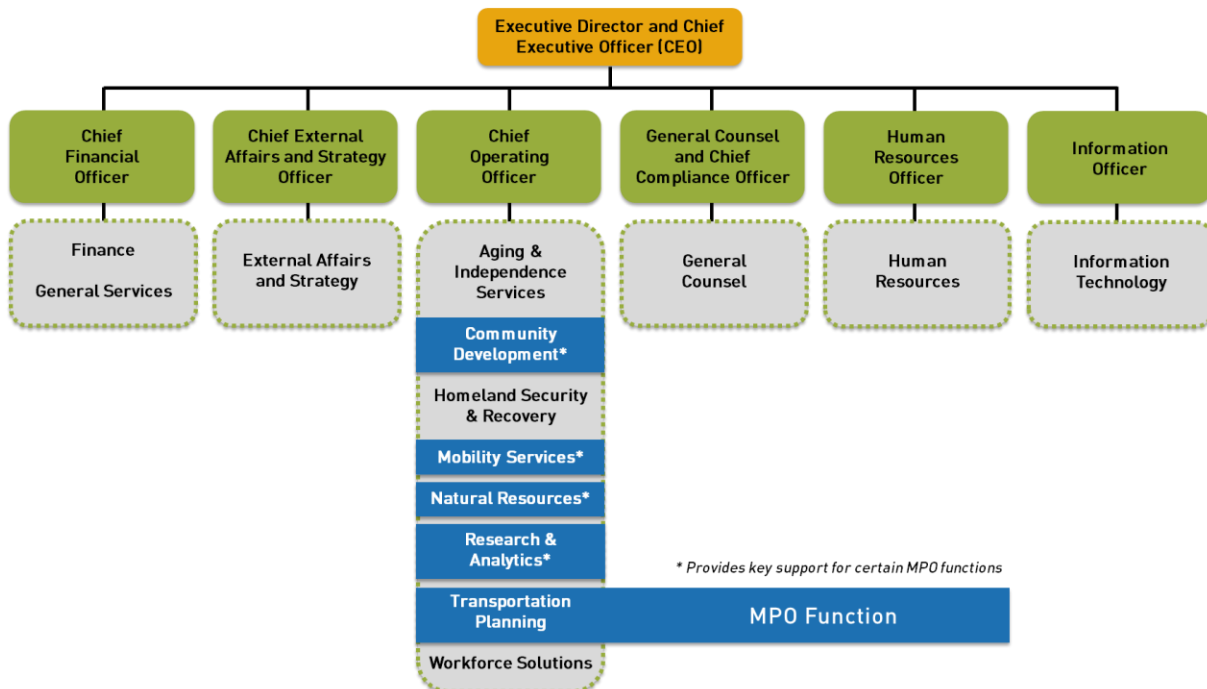 Executive Director and Chief
Executive Officer (CEO)
Chief
Financial
Officer
Chief External
Affairs and Strategy
Officer
Chief
Operating
Officer
General Counsel
and Chief
Compliance Officer
Human
Resources
Officer
Information
Officer
Finance
General Services
External Affairs
and Strategy
Aging &
Independence
Services
General
Counsel
Human
Resources
Information
Technology
Community
Development*
Homeland Security
& Recovery
Mobility Services*
Natural Resources*
Research &
Analytics*
* Provides key support for certain MPO functions
Transportation
Planning
MPO Function
Workforce Solutions